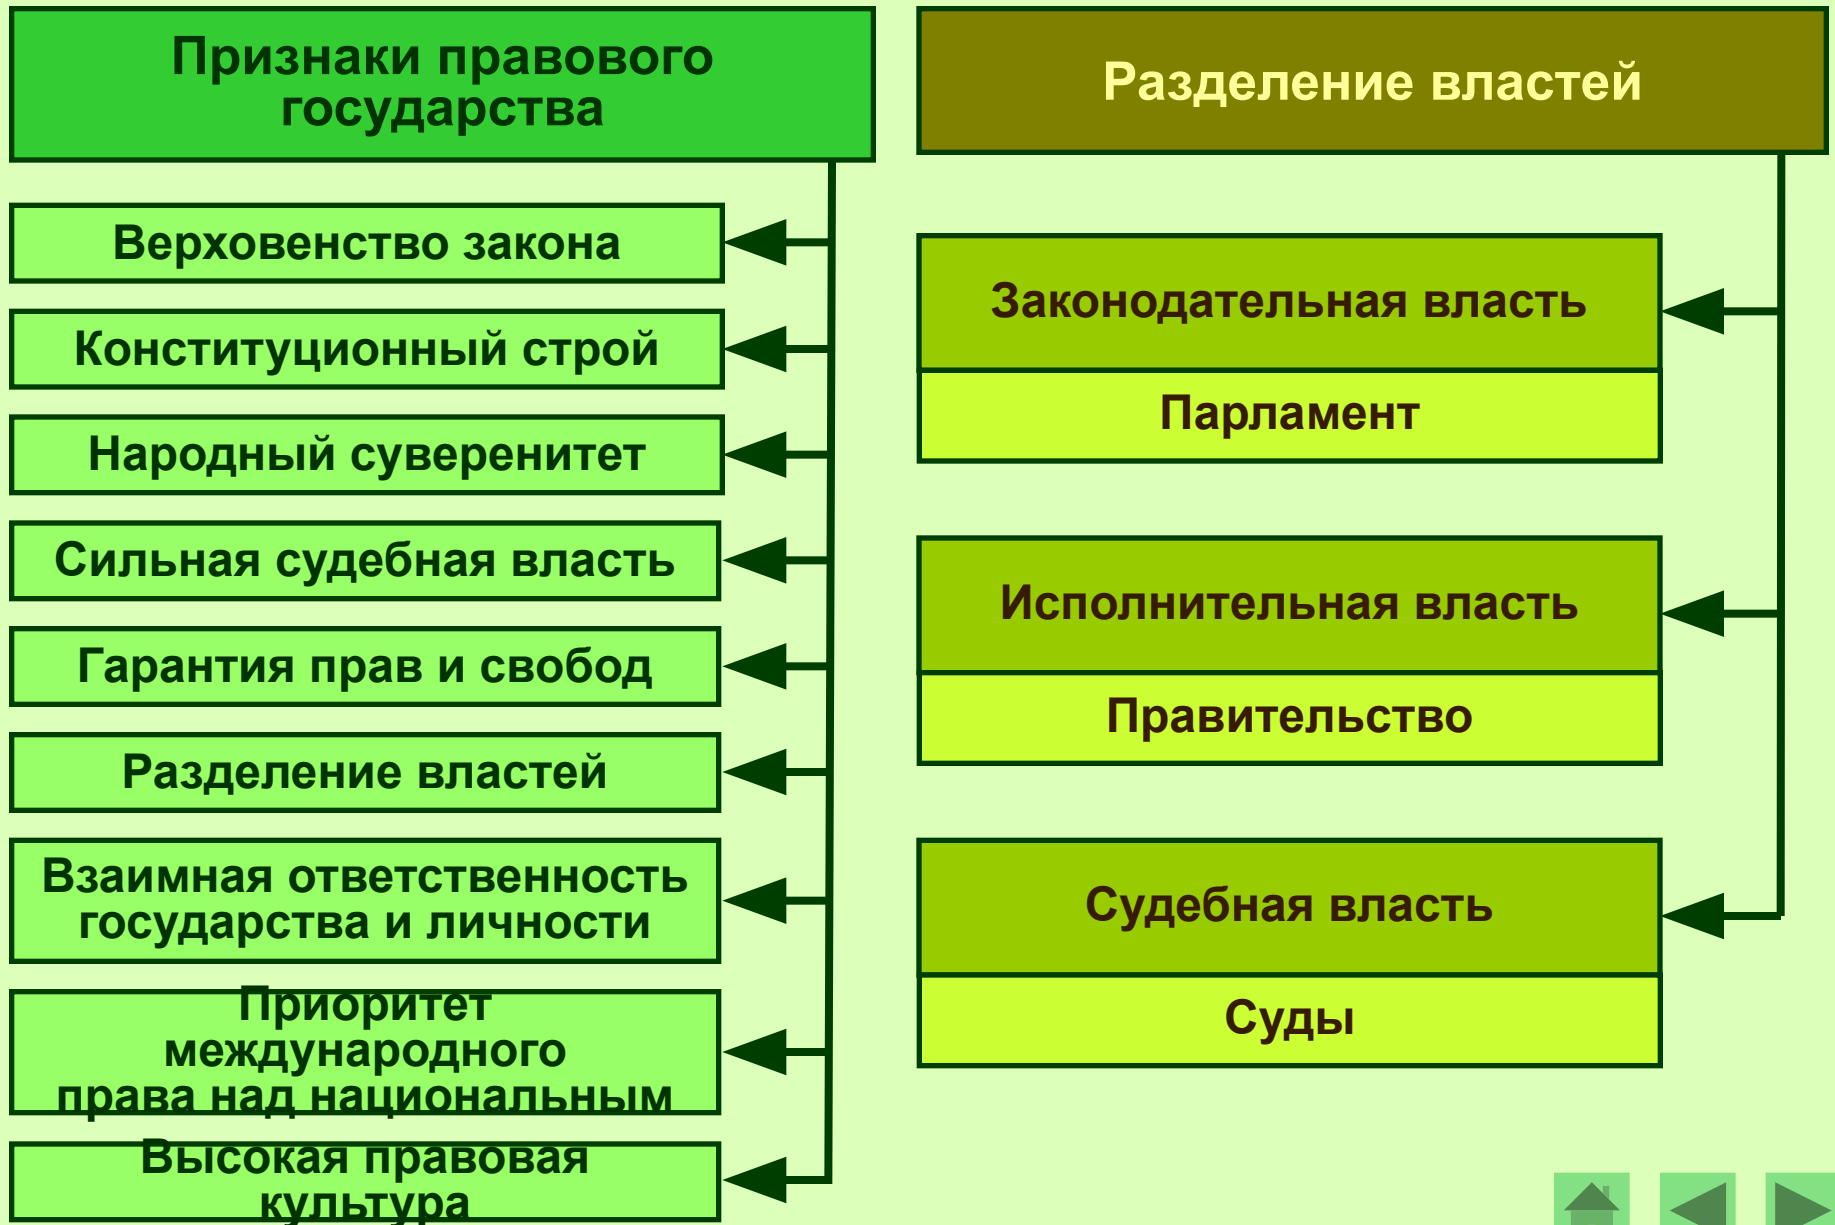 Признаки правового
государства
Верховенство закона
Конституционный строй
Народный суверенитет
Сильная судебная власть
Гарантия прав и свобод
Разделение властей
Взаимная ответственность
государства и личности
Приоритет
международного
права над национальным
Высокая правовая
культура
Разделение властей
Законодательная власть
Парламент
Исполнительная власть
Правительство
Судебная власть
Суды